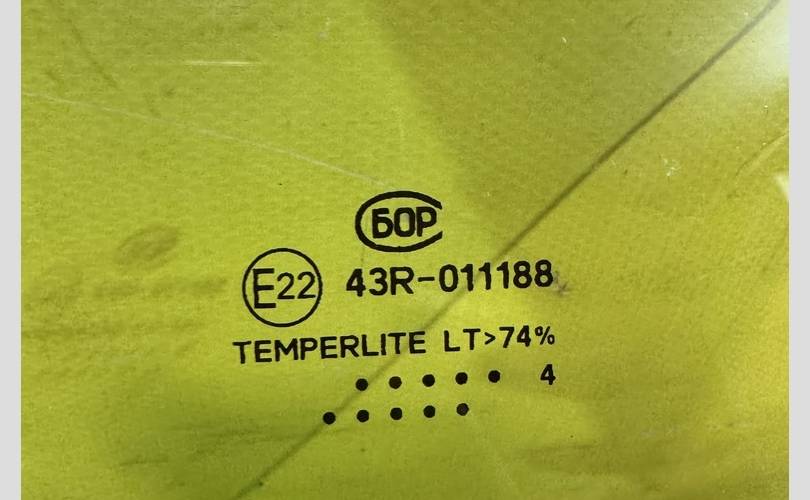 БОР
E22 43R-011188
TEMPERLITE LT>74%
• • • • • 4
• • • • •